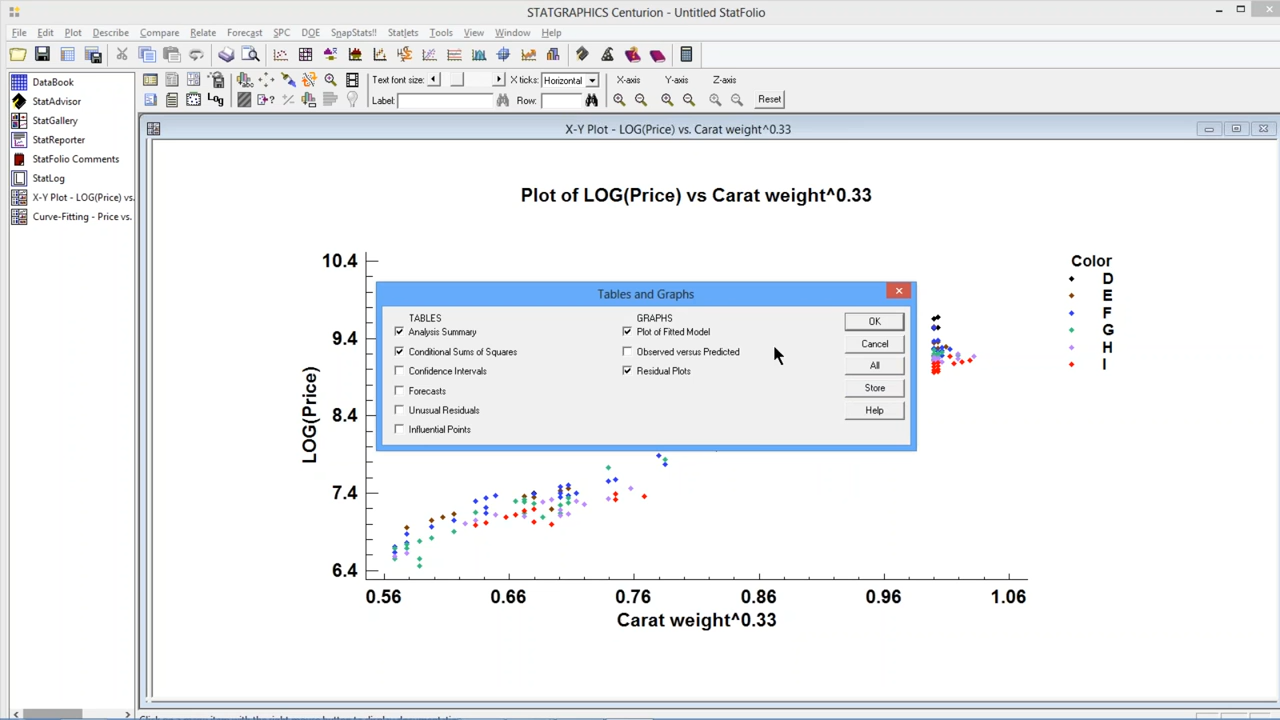 STATGRAPHICS Centurion - Untitled StatFolio
File Edit Plot Describe Compare Relate Forecast SPC DOE SnapStats!! Statlets Tools View Window Help
Text font size: X ticks: Horizontal X-axis Y-axis Z-axis
Log Label: Row: Reset
DataBook
StatAdvisor
StatGallery
StatReporter
StatFolio Comments
StatLog
X-Y Plot - LOG(Price) vs.
Curve-Fitting - Price vs.
X-Y Plot - LOG(Price) vs. Carat weight^0.33
Plot of LOG(Price) vs Carat weight^0.33
LOG(Price)
10.4
9.4
8.4
7.4
6.4
0.56 0.66 0.76 0.86 0.96 1.06
Carat weight^0.33
Color
D
E
F
G
H
I
Tables and Graphs
TABLES
Analysis Summary
Conditional Sums of Squares
Confidence Intervals
Forecasts
Unusual Residuals
Influential Points
GRAPHS
Plot of Fitted Model
Observed versus Predicted
Residual Plots
OK
Cancel
All
Store
Help